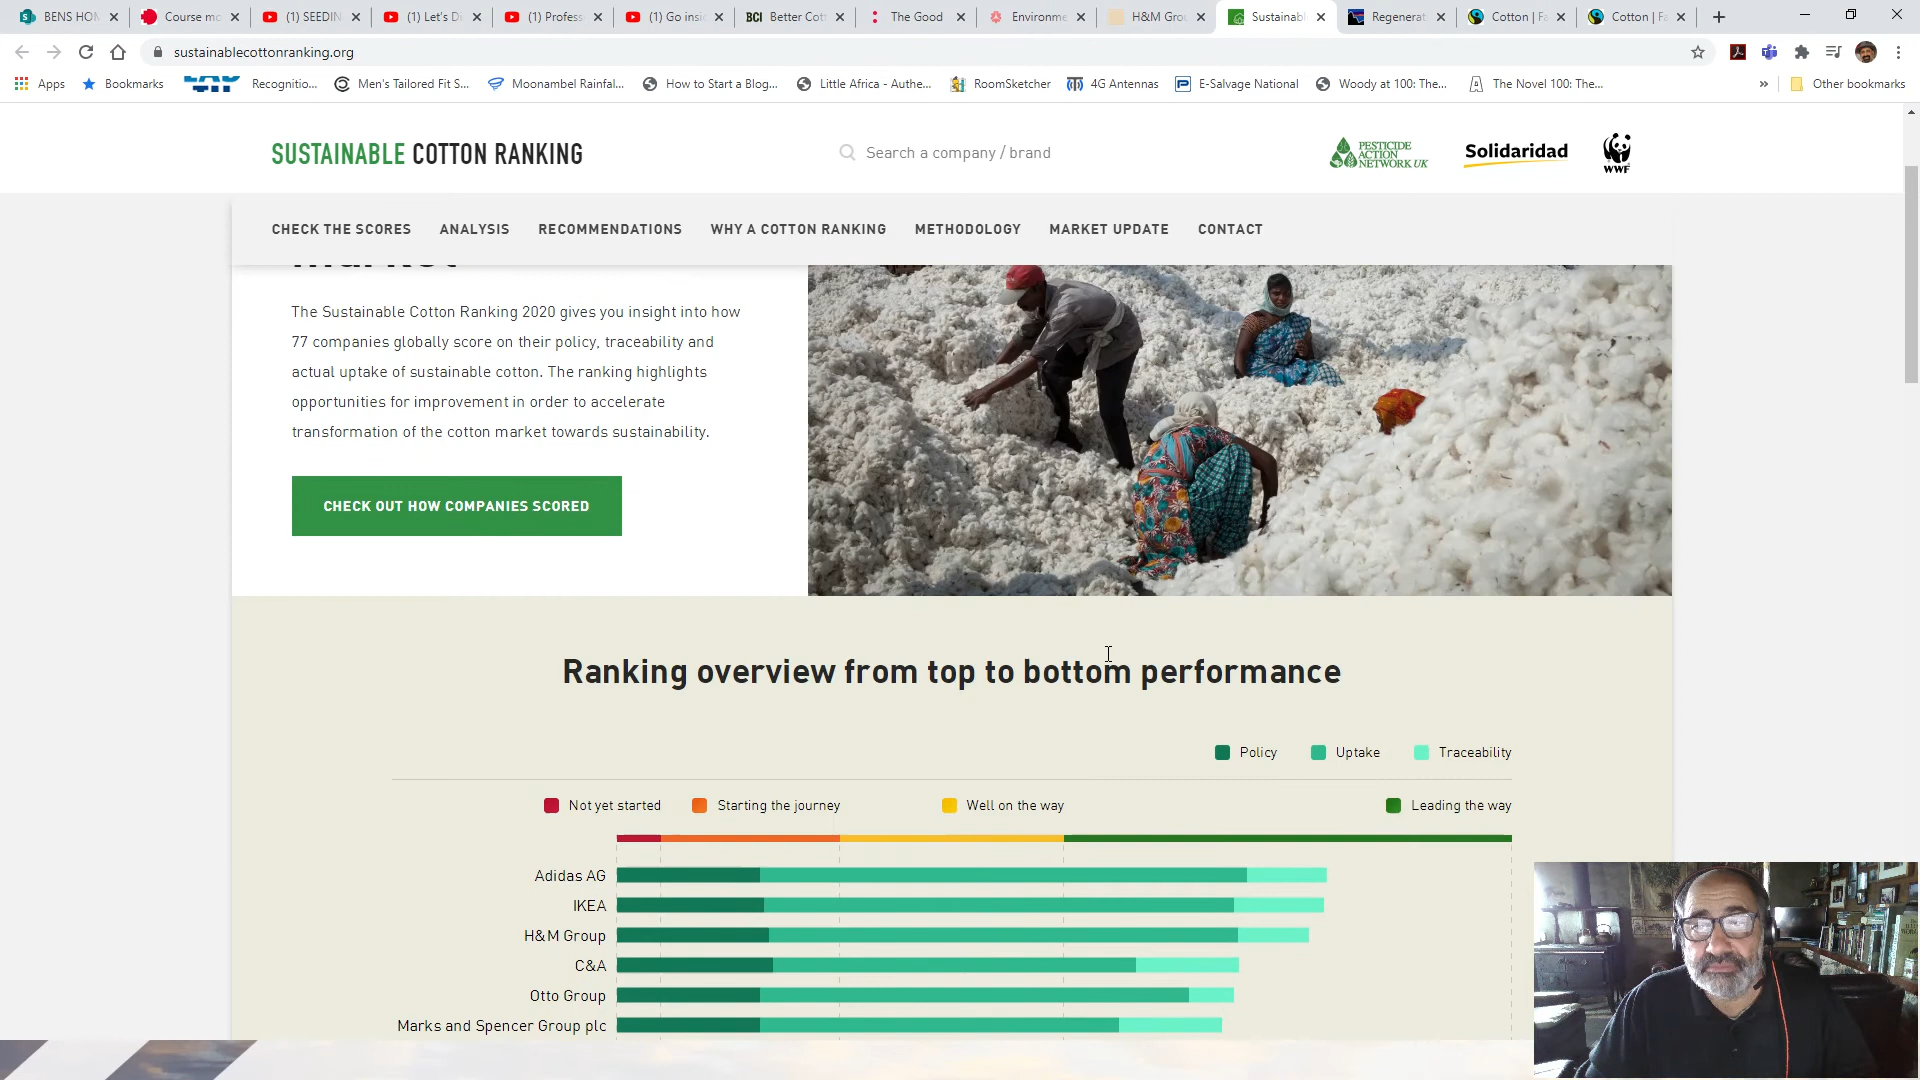 BENS HOM
Course mo
(1) SEEDIN
(1) Let's Di
(1) Profess
(1) Go insi
BCI Better Cott
The Good
Environme
H&M Grou
Sustainabl
Regenerat
Cotton | Fa
Cotton | Fa
sustainablecottonranking.org
Apps
Bookmarks
Recognitio...
Men's Tailored Fit S...
Moonambel Rainfal...
How to Start a Blog...
Little Africa - Authe...
RoomSketcher
4G Antennas
E-Salvage National
Woody at 100: The...
The Novel 100: The...
»
Other bookmarks
SUSTAINABLE COTTON RANKING
Search a company / brand
PESTICIDE
ACTION
NETWORK UK
Solidaridad
WWF
CHECK THE SCORES
ANALYSIS
RECOMMENDATIONS
WHY A COTTON RANKING
METHODOLOGY
MARKET UPDATE
CONTACT
market
The Sustainable Cotton Ranking 2020 gives you insight into how
77 companies globally score on their policy, traceability and
actual uptake of sustainable cotton. The ranking highlights
opportunities for improvement in order to accelerate
transformation of the cotton market towards sustainability.
CHECK OUT HOW COMPANIES SCORED
Ranking overview from top to bottom performance
Policy
Uptake
Traceability
Not yet started
Starting the journey
Well on the way
Leading the way
Adidas AG
IKEA
H&M Group
C&A
Otto Group
Marks and Spencer Group plc